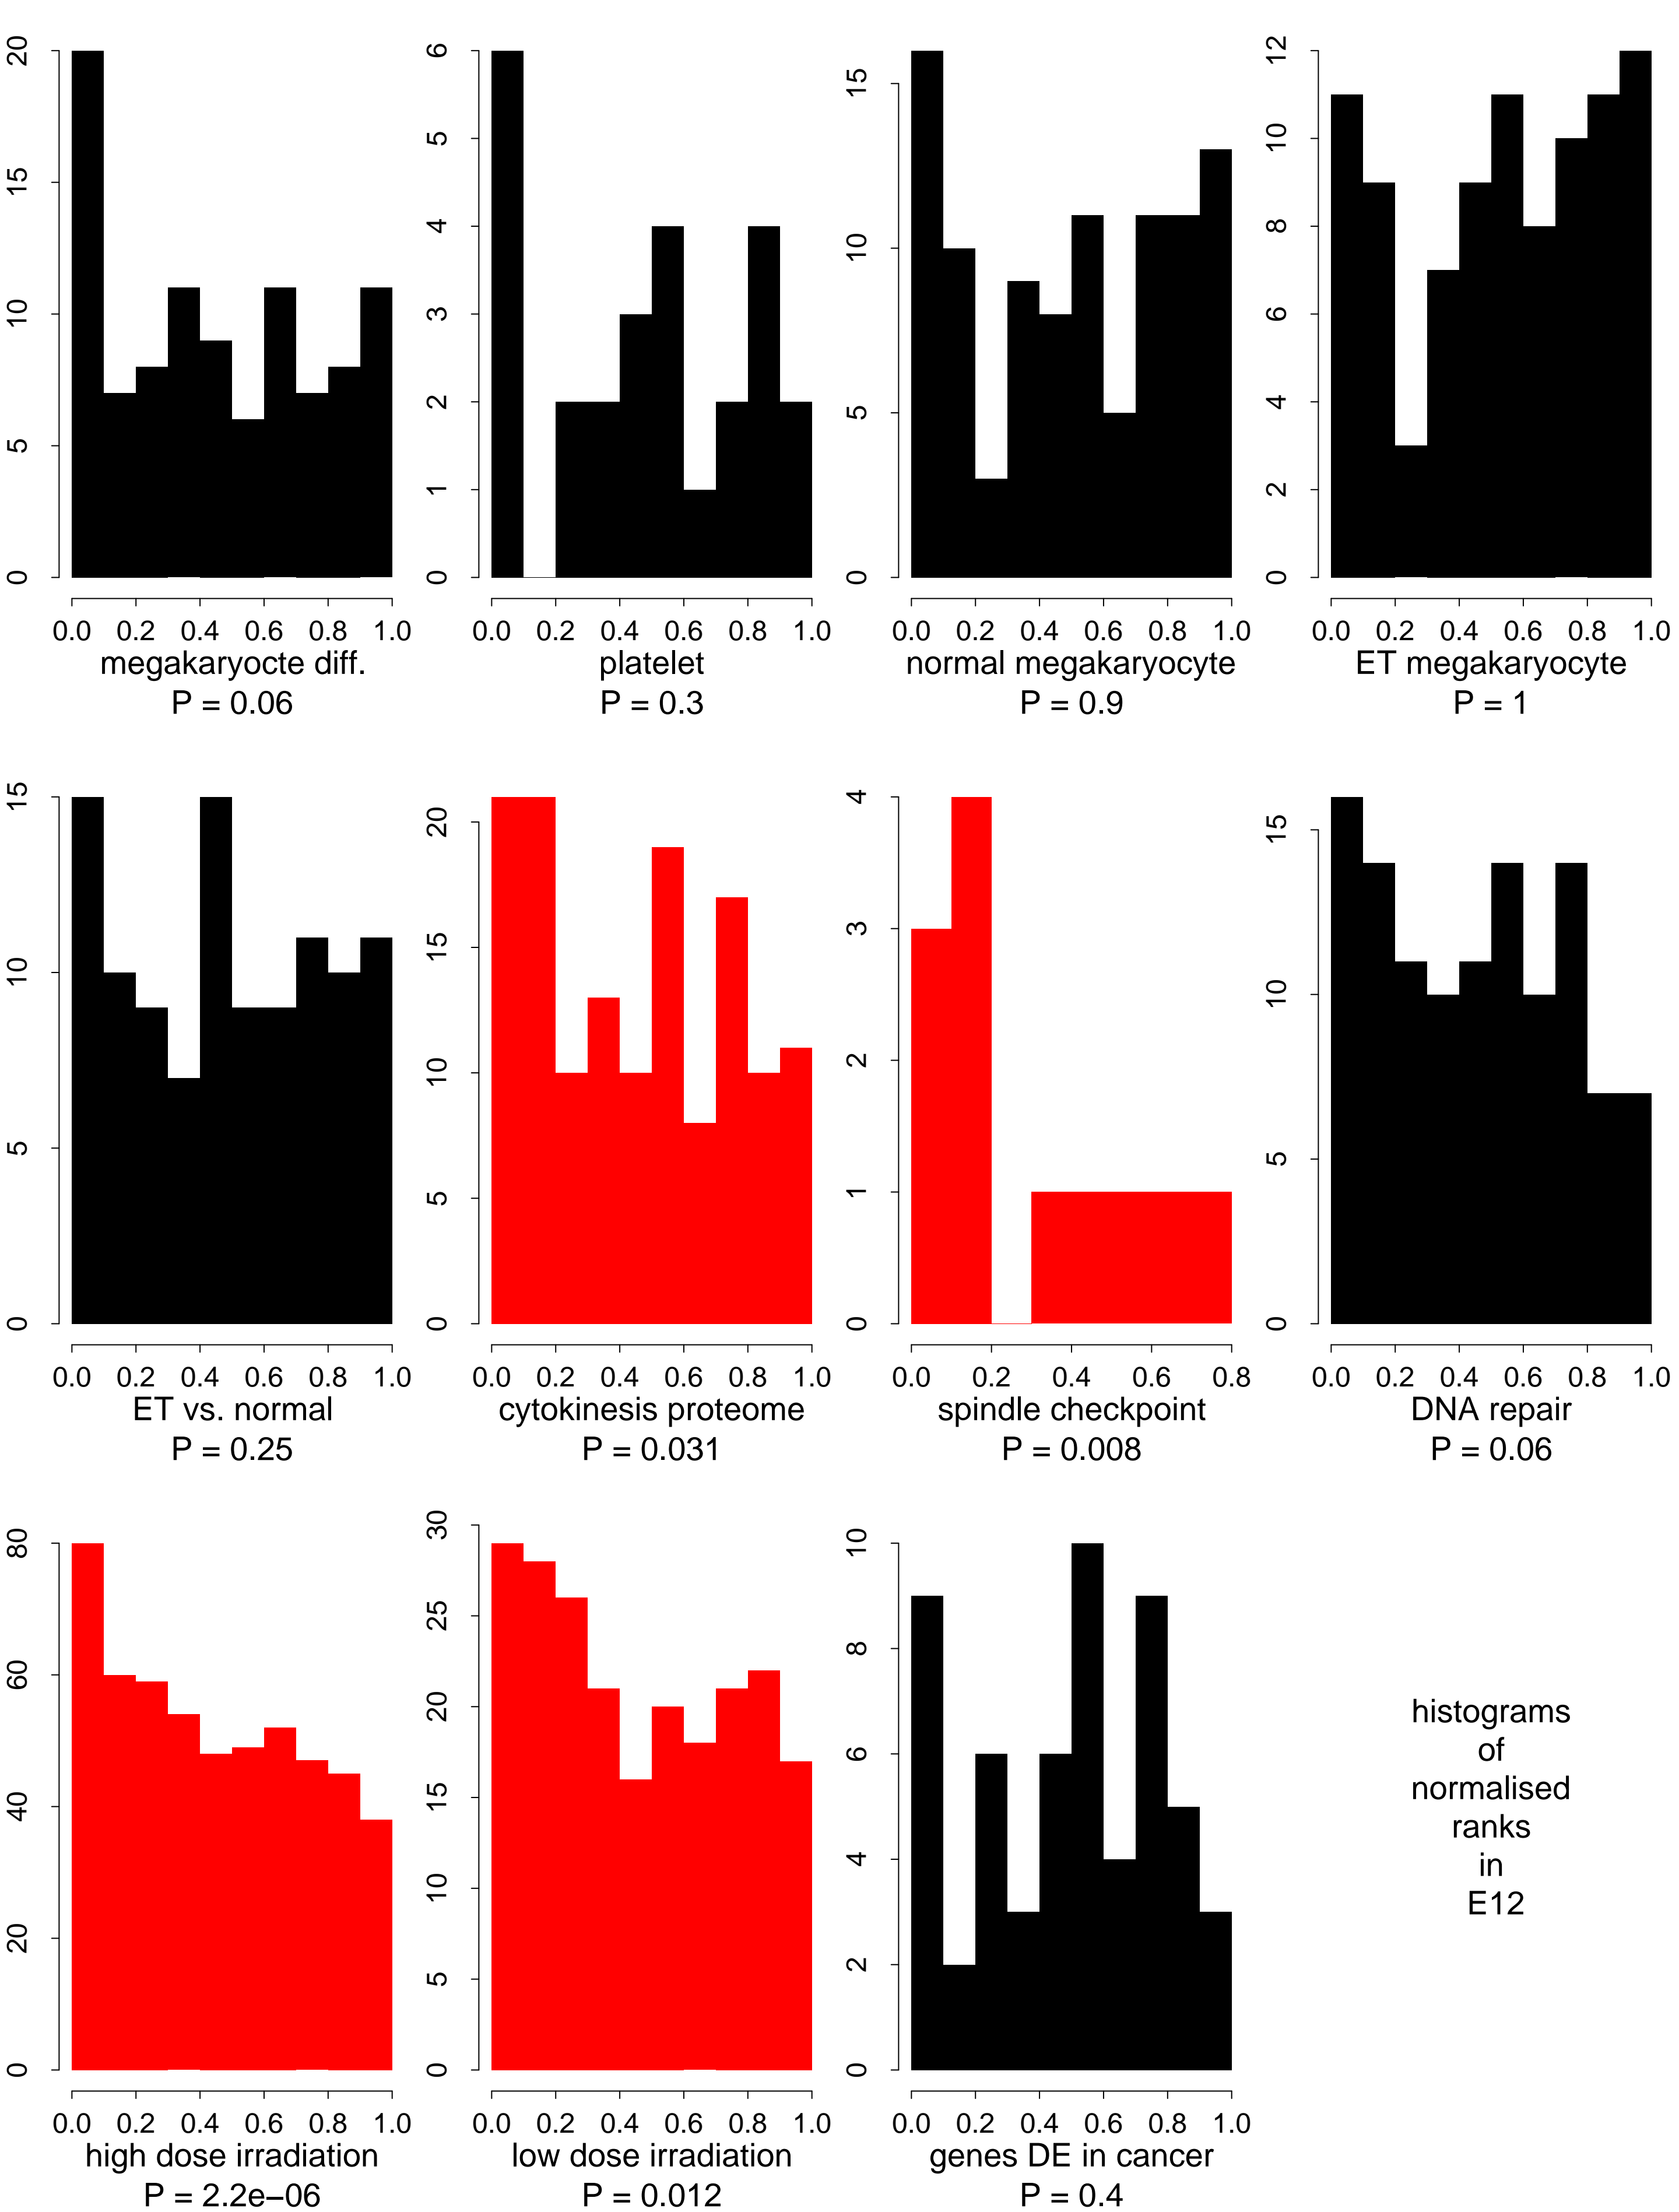 20
15
10
5
0
0.0 0.2 0.4 0.6 0.8 1.0
megakaryocte diff.
P = 0.06
6
5
4
3
2
1
0
0.0 0.2 0.4 0.6 0.8 1.0
platelet
P = 0.3
15
10
5
0
0.0 0.2 0.4 0.6 0.8 1.0
normal megakaryocyte
P = 0.9
12
10
8
6
4
2
0
0.0 0.2 0.4 0.6 0.8 1.0
ET megakaryocyte
P = 1
15
10
5
0
0.0 0.2 0.4 0.6 0.8 1.0
ET vs. normal
P = 0.25
20
15
10
5
0
0.0 0.2 0.4 0.6 0.8 1.0
cytokinesis proteome
P = 0.031
4
3
2
1
0
0.0 0.2 0.4 0.6 0.8
spindle checkpoint
P = 0.008
15
10
5
0
0.0 0.2 0.4 0.6 0.8 1.0
DNA repair
P = 0.06
80
60
40
20
0
0.0 0.2 0.4 0.6 0.8 1.0
high dose irradiation
P = 2.2e−06
30
25
20
15
10
5
0
0.0 0.2 0.4 0.6 0.8 1.0
low dose irradiation
P = 0.012
10
8
6
4
2
0
0.0 0.2 0.4 0.6 0.8 1.0
genes DE in cancer
P = 0.4
histograms
of
normalised
ranks
in
E12